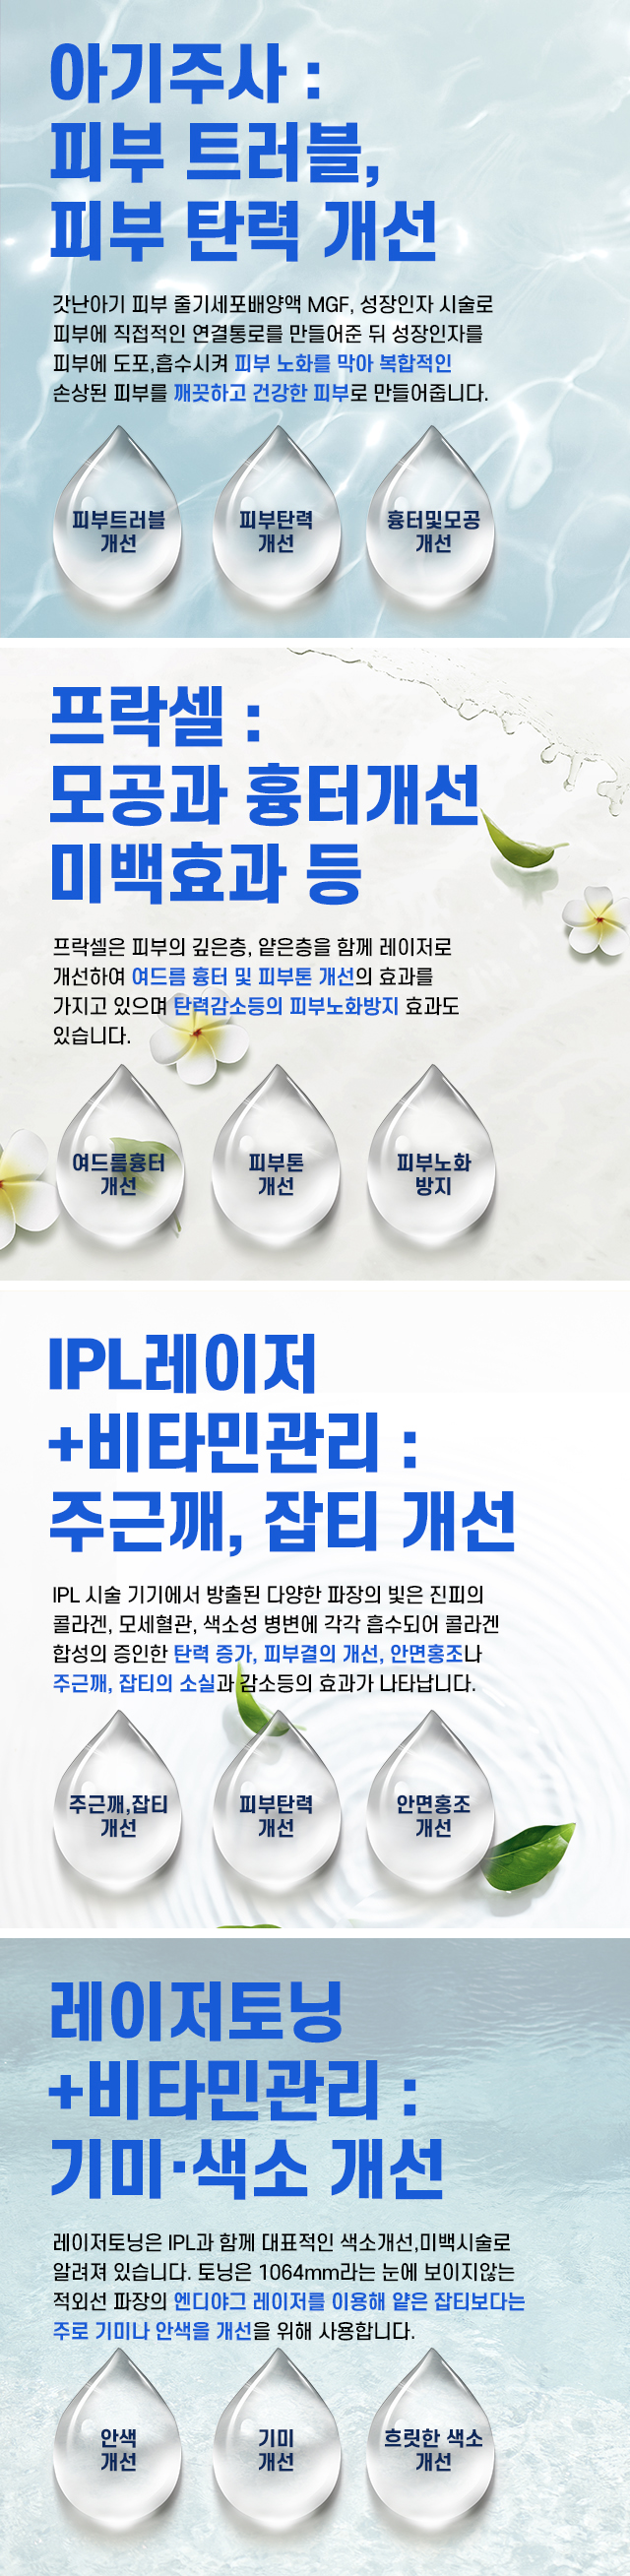 아기주사 :
피부 트러블,
피부 탄력 개선
갓난아기 피부 줄기세포배양액 MGF, 성장인자 시술로
피부에 직접적인 연결통로를 만들어준 뒤 성장인자를
피부에 도포,흡수시켜 피부 노화를 막아 복합적인
손상된 피부를 깨끗하고 건강한 피부로 만들어줍니다.
피부트러블
개선
피부탄력
개선
흉터및모공
개선
프락셀 :
모공과 흉터개선
미백효과 등
프락셀은 피부의 깊은층, 얕은층을 함께 레이저로
개선하여 여드름 흉터 및 피부톤 개선의 효과를
가지고 있으며 탄력감소등의 피부노화방지 효과도
있습니다.
여드름흉터
개선
피부톤
개선
피부노화
방지
IPL레이저
+비타민관리 :
주근깨, 잡티 개선
IPL 시술 기기에서 방출된 다양한 파장의 빛은 진피의
콜라겐, 모세혈관, 색소성 병변에 각각 흡수되어 콜라겐
합성의 증인한 탄력 증가, 피부결의 개선, 안면홍조나
주근깨, 잡티의 소실과 감소등의 효과가 나타납니다.
주근깨,잡티
개선
피부탄력
개선
안면홍조
개선
레이저토닝
+비타민관리 :
기미·색소 개선
레이저토닝은 IPL과 함께 대표적인 색소개선,미백시술로
알려져 있습니다. 토닝은 1064mm라는 눈에 보이지않는
적외선 파장의 엔디야그 레이저를 이용해 얕은 잡티보다는
주로 기미나 안색을 개선을 위해 사용합니다.
안색
개선
기미
개선
흐릿한 색소
개선